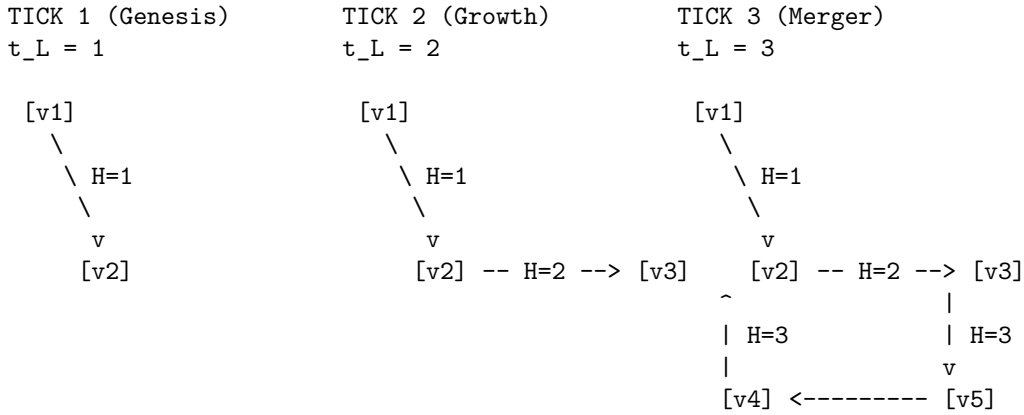 TICK 1 (Genesis)          TICK 2 (Growth)          TICK 3 (Merger)
t_L = 1                   t_L = 2                  t_L = 3
[v1]                      [v1]                     [v1]
\                         \                        \
\ H=1                     \ H=1                    \ H=1
\                         \                        \
v                         v                        v
[v2]                      [v2] -- H=2 --> [v3]     [v2] -- H=2 --> [v3]
^                |
| H=3            | H=3
|                v
[v4] <--------- [v5]